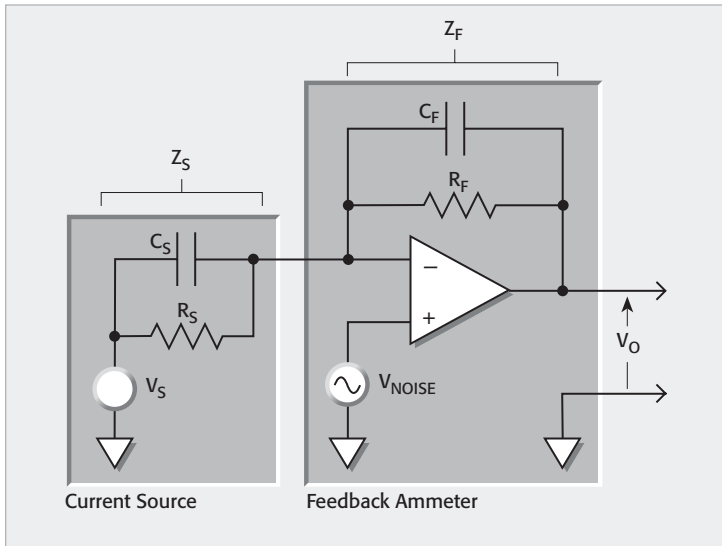 Z_F
C_F
Z_S
R_F
C_S
R_S
−
+
V_S
V_NOISE
V_O
Current Source
Feedback Ammeter